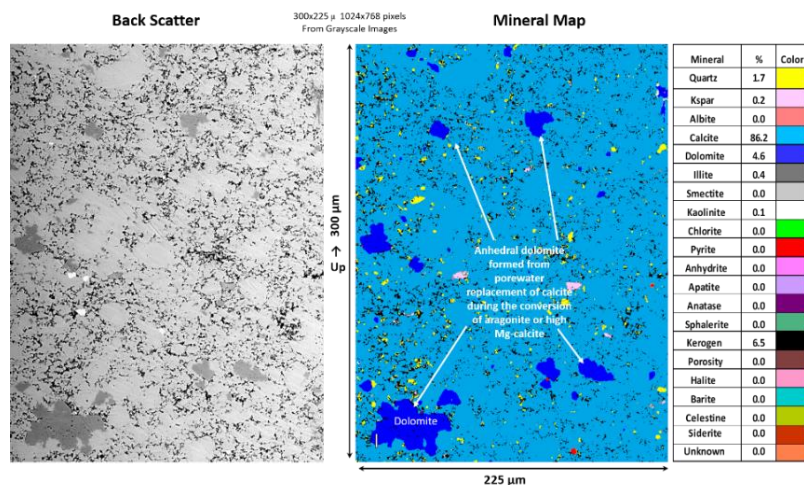 Back Scatter
300x225 µ 1024x768 pixels
From Grayscale Images
Mineral Map
300 µm
Up →
Anhedral dolomite
formed from
porewater
replacement of calcite
during the conversion
of aragonite or high
Mg-calcite
Dolomite
225 µm
Mineral % Color
Quartz 1.7
Kspar 0.2
Albite 0.0
Calcite 86.2
Dolomite 4.6
Illite 0.4
Smectite 0.0
Kaolinite 0.1
Chlorite 0.0
Pyrite 0.0
Anhydrite 0.0
Apatite 0.0
Anatase 0.0
Sphalerite 0.0
Kerogen 6.5
Porosity 0.0
Halite 0.0
Barite 0.0
Celestine 0.0
Siderite 0.0
Unknown 0.0